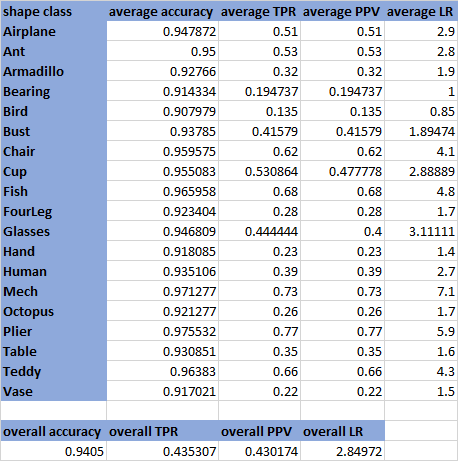 shape class average accuracy average TPR average PPV average LR
Airplane 0.947872 0.51 0.51 2.9
Ant 0.95 0.53 0.53 2.8
Armadillo 0.92766 0.32 0.32 1.9
Bearing 0.914334 0.194737 0.194737 1
Bird 0.907979 0.135 0.135 0.85
Bust 0.93785 0.41579 0.41579 1.89474
Chair 0.959575 0.62 0.62 4.1
Cup 0.955083 0.530864 0.477778 2.88889
Fish 0.965958 0.68 0.68 4.8
FourLeg 0.923404 0.28 0.28 1.7
Glasses 0.946809 0.444444 0.4 3.11111
Hand 0.918085 0.23 0.23 1.4
Human 0.935106 0.39 0.39 2.7
Mech 0.971277 0.73 0.73 7.1
Octopus 0.921277 0.26 0.26 1.7
Plier 0.975532 0.77 0.77 5.9
Table 0.930851 0.35 0.35 1.6
Teddy 0.96383 0.66 0.66 4.3
Vase 0.917021 0.22 0.22 1.5
overall accuracy overall TPR overall PPV overall LR
0.9405 0.435307 0.430174 2.84972